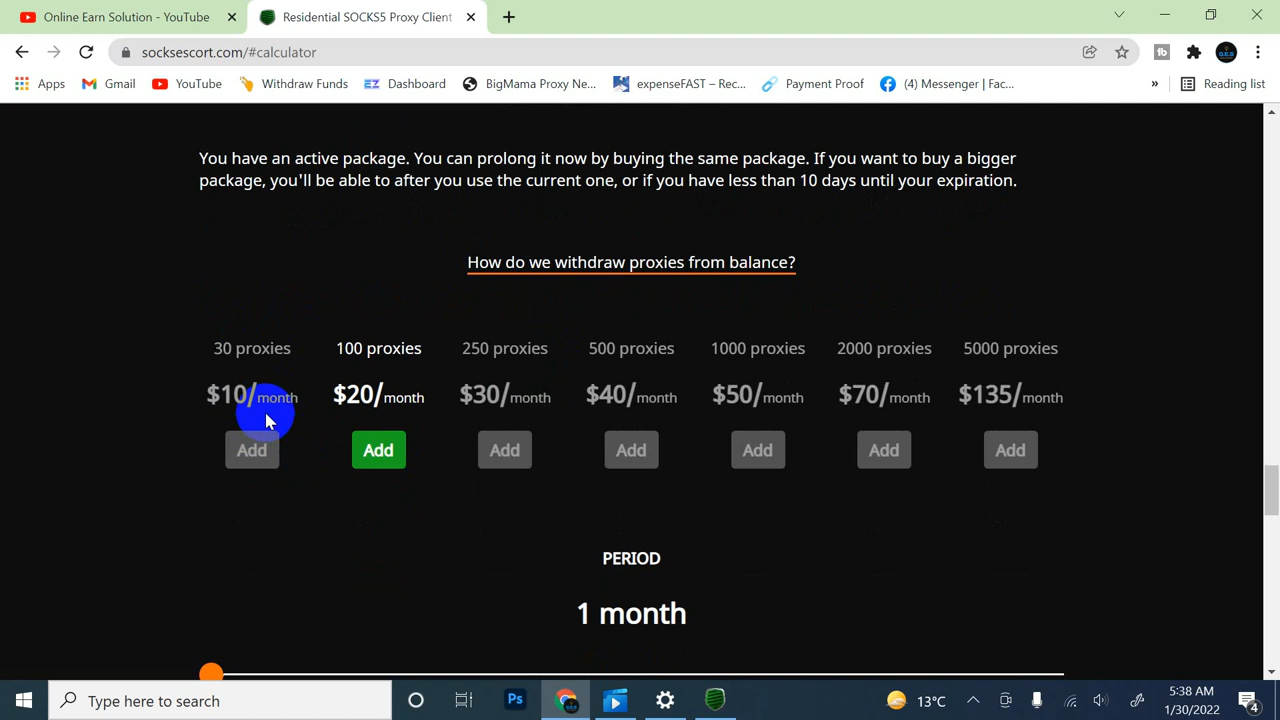 Online Earn Solution - YouTube
Residential SOCKS5 Proxy Client
socksescort.com/#calculator
Apps
Gmail
YouTube
Withdraw Funds
EZ
Dashboard
BigMama Proxy Ne...
expenseFAST – Rec...
Payment Proof
(4) Messenger | Fac...
»
Reading list
You have an active package. You can prolong it now by buying the same package. If you want to buy a bigger
package, you'll be able to after you use the current one, or if you have less than 10 days until your expiration.
How do we withdraw proxies from balance?
30 proxies 100 proxies 250 proxies 500 proxies 1000 proxies 2000 proxies 5000 proxies
$10/month $20/month $30/month $40/month $50/month $70/month $135/month
Add Add Add Add Add Add Add
PERIOD
1 month
Type here to search
Ps
13°C
5:38 AM
1/30/2022
4